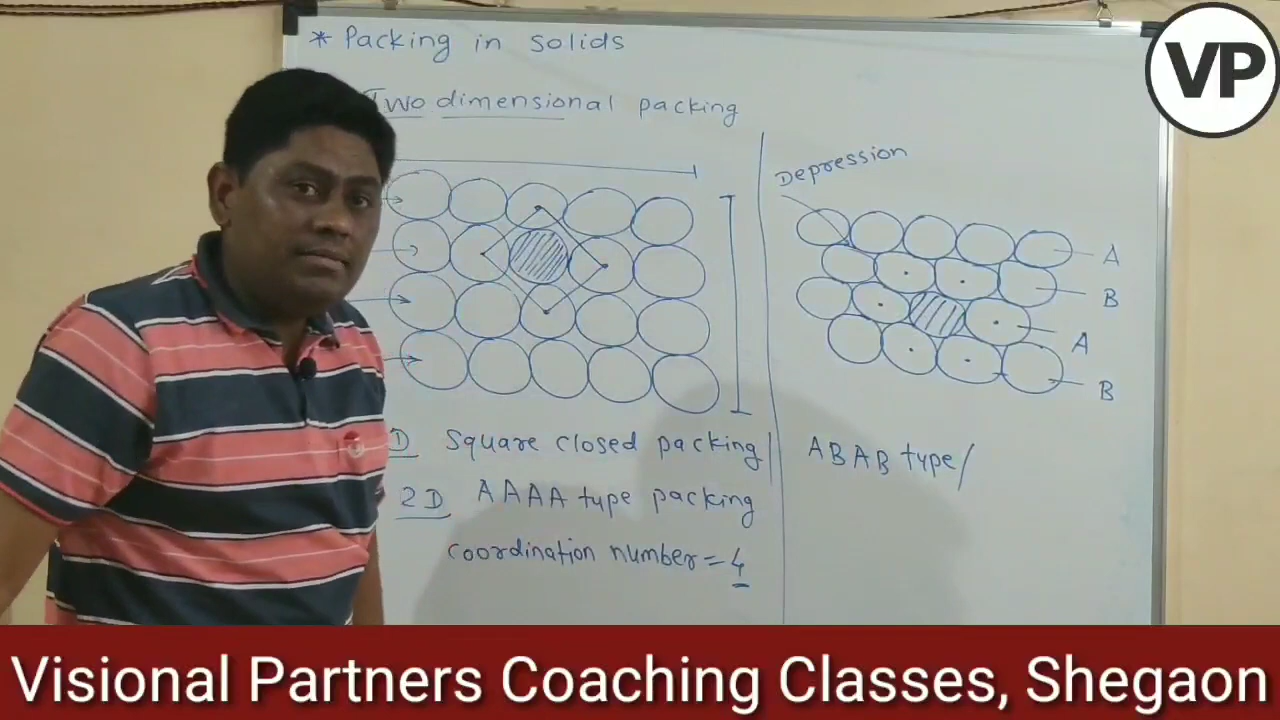 VP
* Packing in solids
Two dimensional packing
Depression
A
B
A
B
D Square closed packing
2D AAAA type packing
coordination number = 4
ABAB type/
Visional Partners Coaching Classes, Shegaon